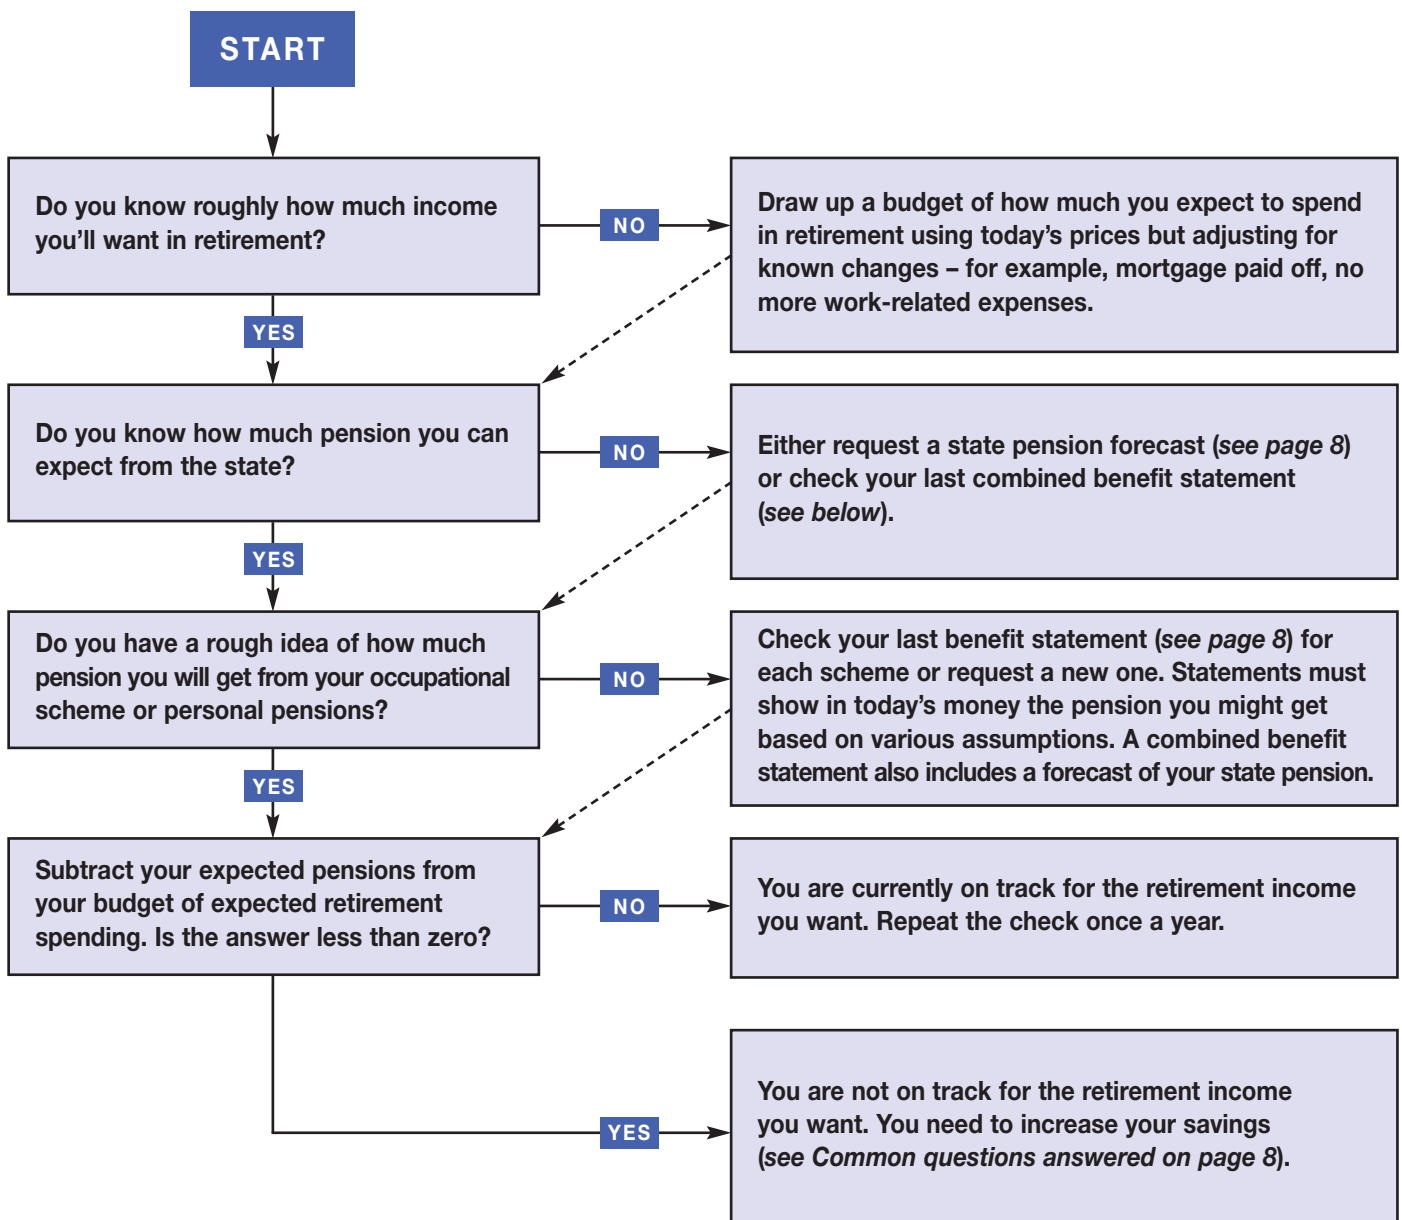 START
Do you know roughly how much income
you’ll want in retirement?
NO
Draw up a budget of how much you expect to spend
in retirement using today’s prices but adjusting for
known changes – for example, mortgage paid off, no
more work-related expenses.
YES
Do you know how much pension you can
expect from the state?
NO
Either request a state pension forecast (see page 8)
or check your last combined benefit statement
(see below).
YES
Do you have a rough idea of how much
pension you will get from your occupational
scheme or personal pensions?
NO
Check your last benefit statement (see page 8) for
each scheme or request a new one. Statements must
show in today’s money the pension you might get
based on various assumptions. A combined benefit
statement also includes a forecast of your state pension.
YES
Subtract your expected pensions from
your budget of expected retirement
spending. Is the answer less than zero?
NO
You are currently on track for the retirement income
you want. Repeat the check once a year.
YES
You are not on track for the retirement income
you want. You need to increase your savings
(see Common questions answered on page 8).